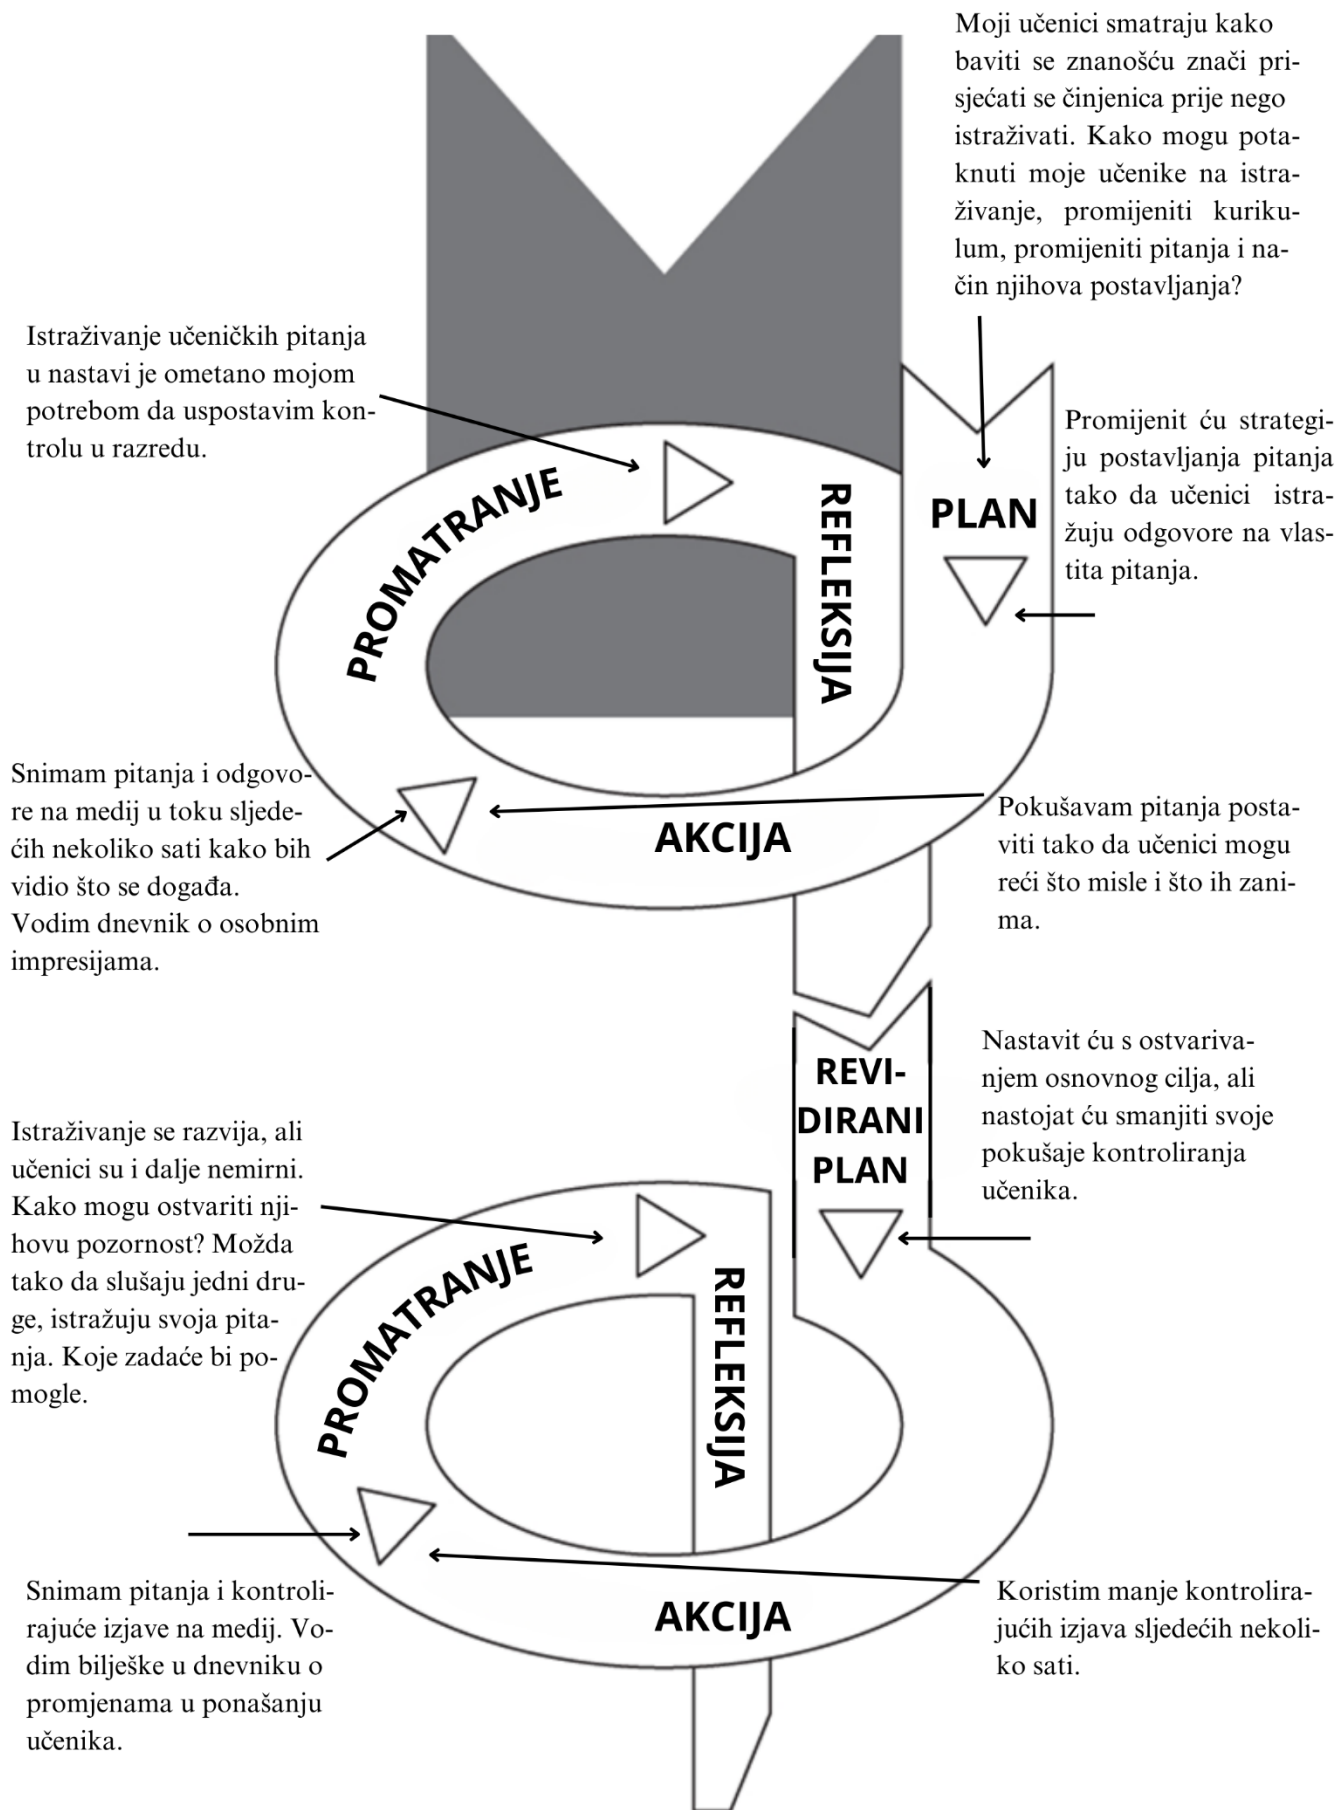 Moji učenici smatraju kako
baviti se znanošću znači pri-
sjećati se činjenica prije nego
istraživati. Kako mogu pota-
knuti moje učenike na istra-
živanje, promijeniti kuriku-
lum, promijeniti pitanja i na-
čin njihova postavljanja?
Istraživanje učeničkih pitanja
u nastavi je ometano mojom
potrebom da uspostavim kon-
trolu u razredu.
Promijenit ću strategi-
ju postavljanja pitanja
tako da učenici istra-
žuju odgovore na vlas-
tita pitanja.
PROMATRANJE
REFLEKSIJA
PLAN
Snimam pitanja i odgovo-
re na medij u toku sljede-
ćih nekoliko sati kako bih
vidio što se događa.
Vodim dnevnik o osobnim
impresijama.
AKCIJA
Pokušavam pitanja posta-
viti tako da učenici mogu
reći što misle i što ih zani-
ma.
REVI-
DIRANI
PLAN
Nastavit ću s ostvariva-
njem osnovnog cilja, ali
nastojat ću smanjiti svoje
pokušaje kontroliranja
učenika.
Istraživanje se razvija, ali
učenici su i dalje nemirni.
Kako mogu ostvariti nji-
hovu pozornost? Možda
tako da slušaju jedni dru-
ge, istražuju svoja pita-
nja. Koje zadaće bi po-
mogle.
PROMATRANJE
REFLEKSIJA
Snimam pitanja i kontroli-
rajuće izjave na medij. Vo-
dim bilješke u dnevniku o
promjenama u ponašanju
učenika.
AKCIJA
Koristim manje kontrolira-
jućih izjava sljedećih nekoli-
ko sati.